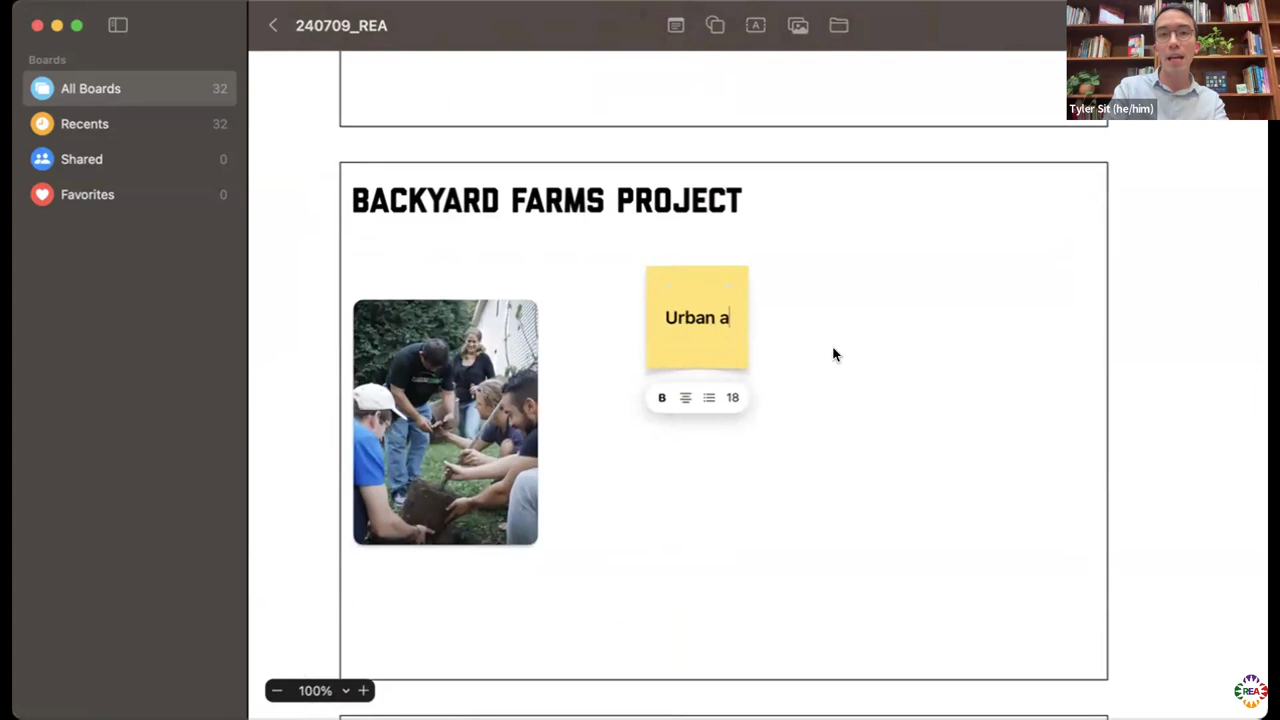 240709_REA
Boards
All Boards 32
Recents 32
Shared 0
Favorites 0
Tyler Sit (he/him)
BACKYARD FARMS PROJECT
Urban a
B 18
100%
REA